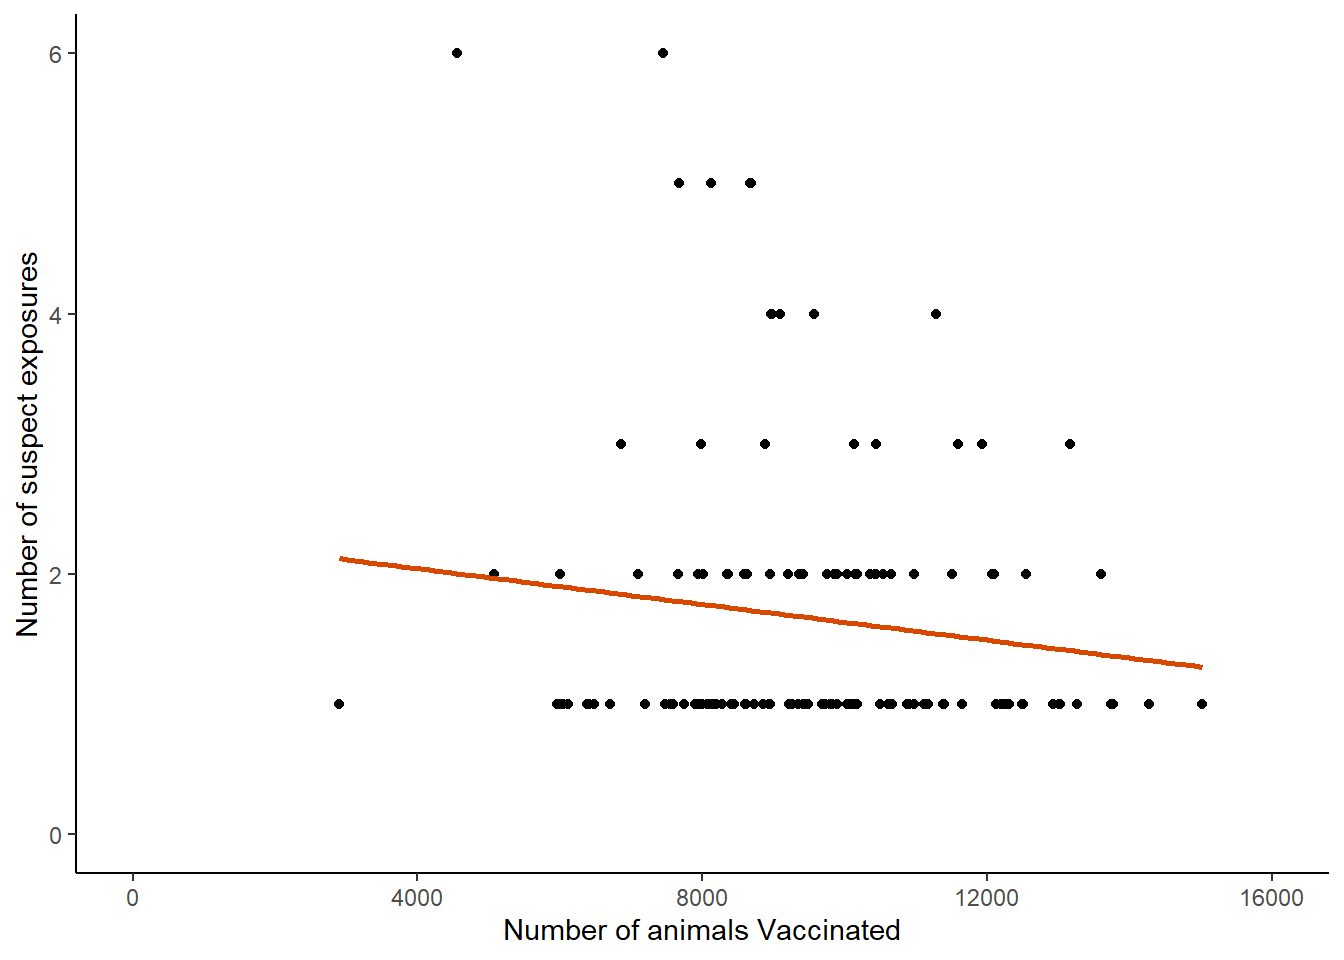 6
4
2
0
0 4000 8000 12000 16000
Number of animals Vaccinated
Number of suspect exposures